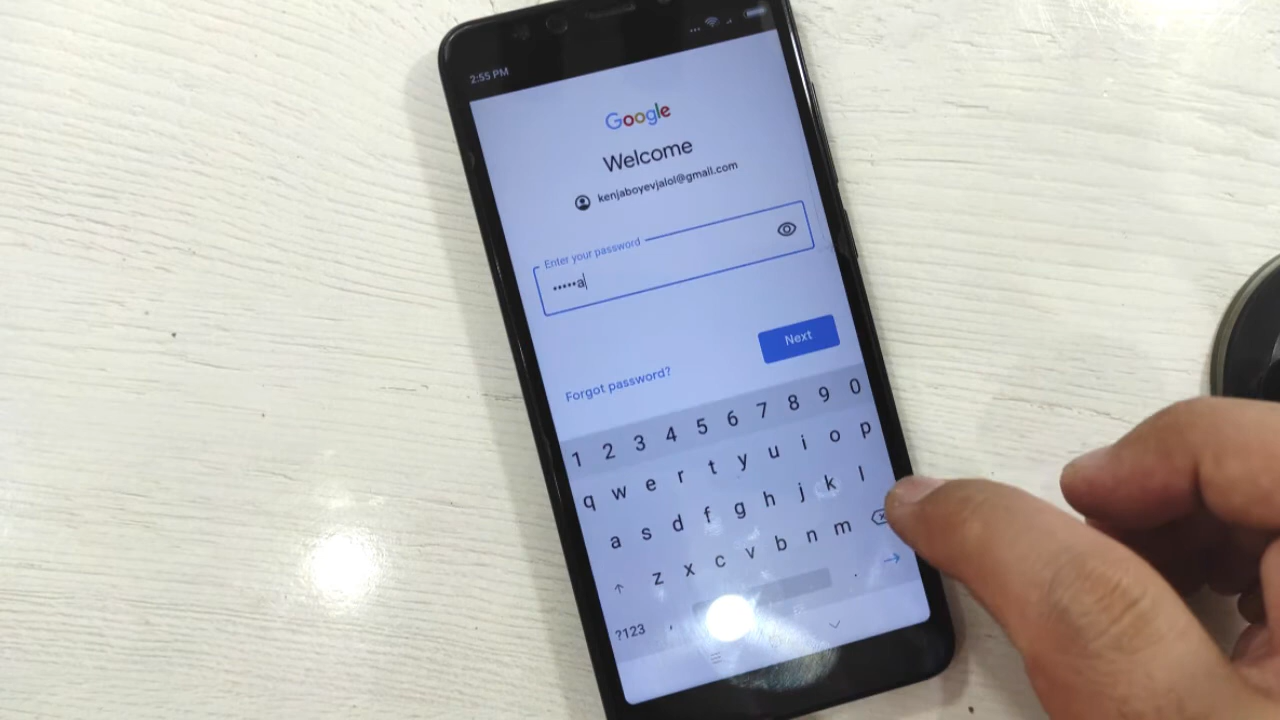 2:55 PM
Google
Welcome
kenjaboyevjalol@gmail.com
Enter your password
•••••a
Next
Forgot password?
1 2 3 4 5 6 7 8 9 0
q w e r t y u i o p
a s d f g h j k l
z x c v b n m
?123 , .